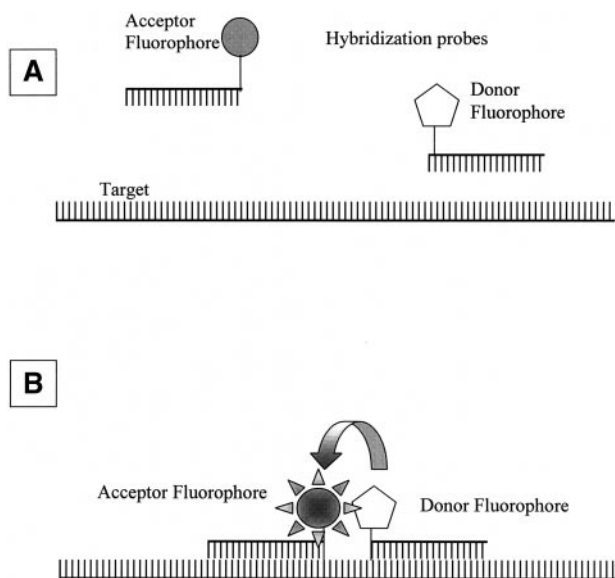 A
Acceptor
Fluorophore
Hybridization probes
Donor
Fluorophore
Target
B
Acceptor Fluorophore
Donor Fluorophore